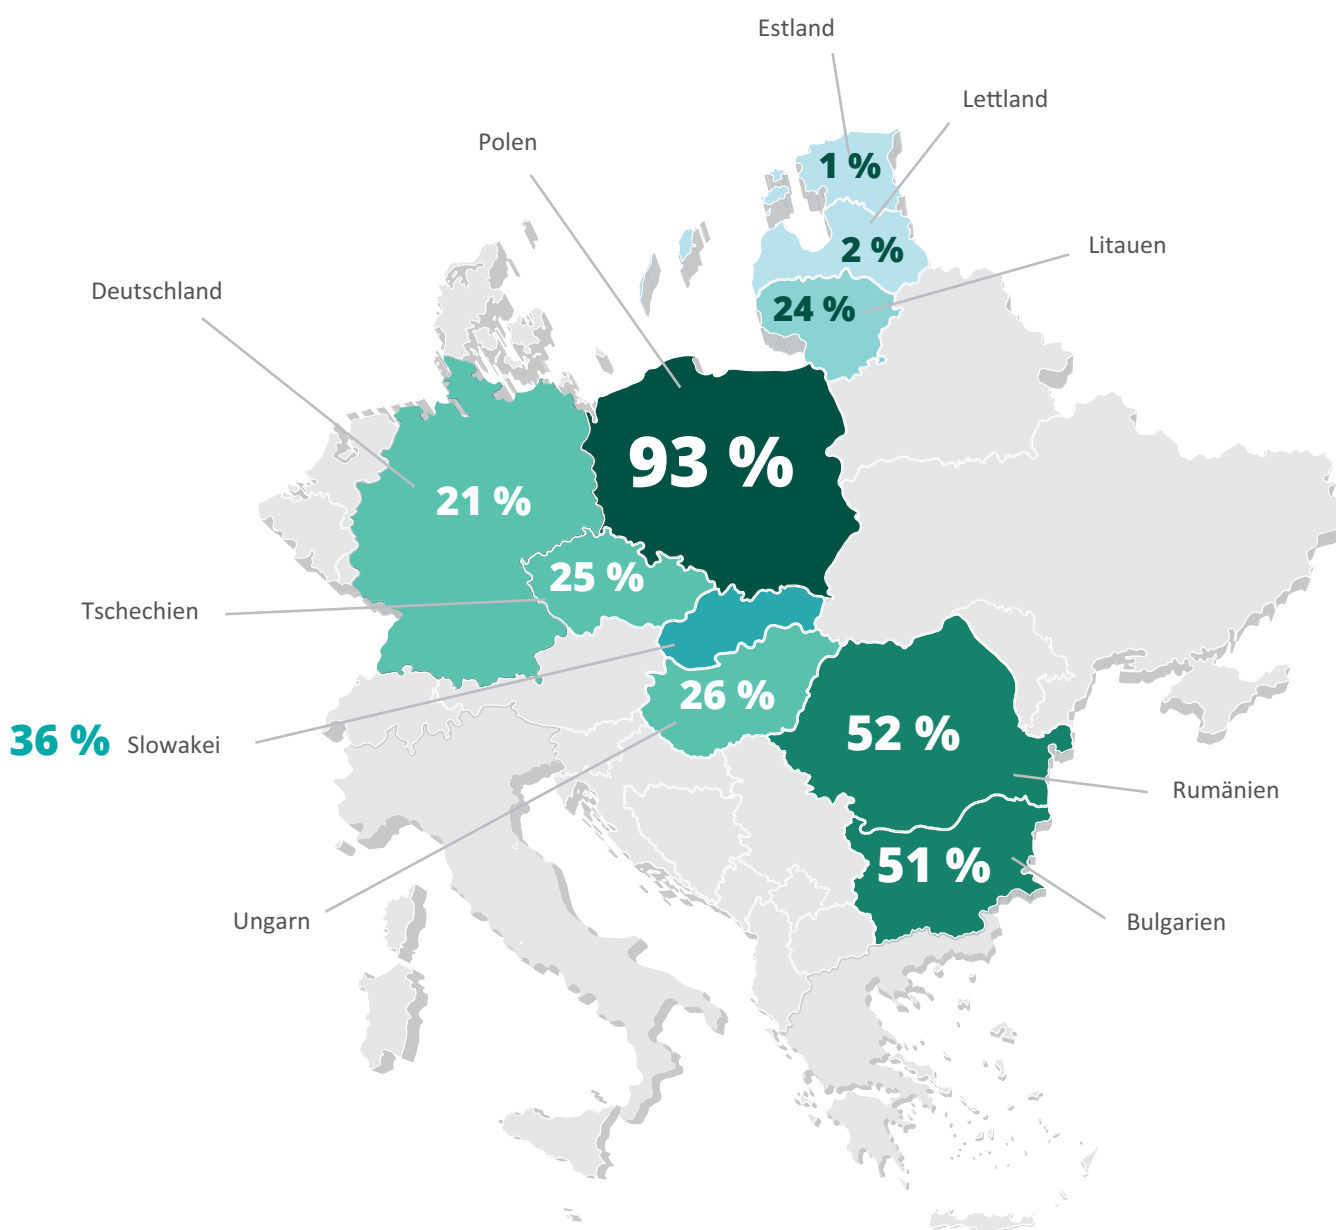 Estland
Lettland
Polen
1 %
Litauen
2 %
Deutschland
24 %
93 %
21 %
25 %
Tschechien
26 %
36 % Slowakei
52 %
Rumänien
51 %
Ungarn
Bulgarien